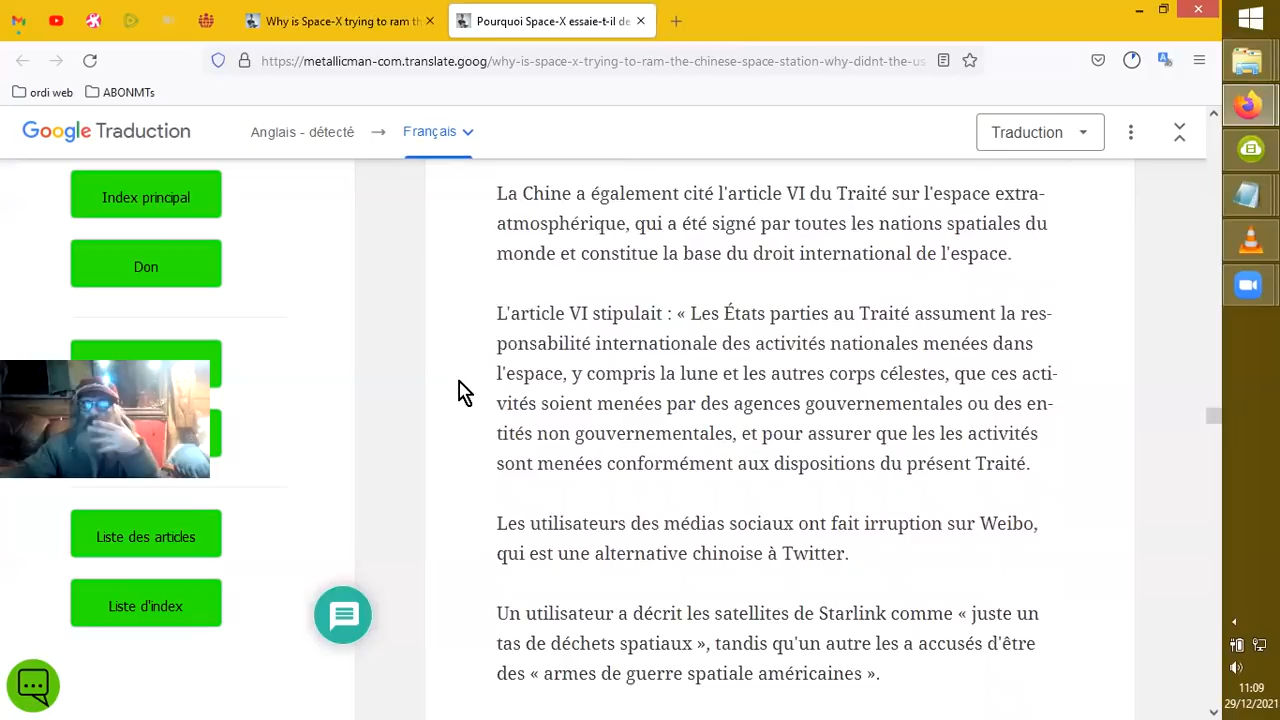 Why is Space-X trying to ram th
Pourquoi Space-X essaie-t-il de
https://metallicman-com.translate.goog/why-is-space-x-trying-to-ram-the-chinese-space-station-why-didnt-the-us
ordi web
ABONMTs
Google Traduction
Anglais - détecté
Français
Traduction
Index principal
Don
Liste des articles
Liste d'index
La Chine a également cité l'article VI du Traité sur l'espace extra-
atmosphérique, qui a été signé par toutes les nations spatiales du
monde et constitue la base du droit international de l'espace.
L'article VI stipulait : « Les États parties au Traité assument la res-
ponsabilité internationale des activités nationales menées dans
l'espace, y compris la lune et les autres corps célestes, que ces acti-
vités soient menées par des agences gouvernementales ou des en-
tités non gouvernementales, et pour assurer que les les activités
sont menées conformément aux dispositions du présent Traité.
Les utilisateurs des médias sociaux ont fait irruption sur Weibo,
qui est une alternative chinoise à Twitter.
Un utilisateur a décrit les satellites de Starlink comme « juste un
tas de déchets spatiaux », tandis qu'un autre les a accusés d'être
des « armes de guerre spatiale américaines ».
11:09
29/12/2021